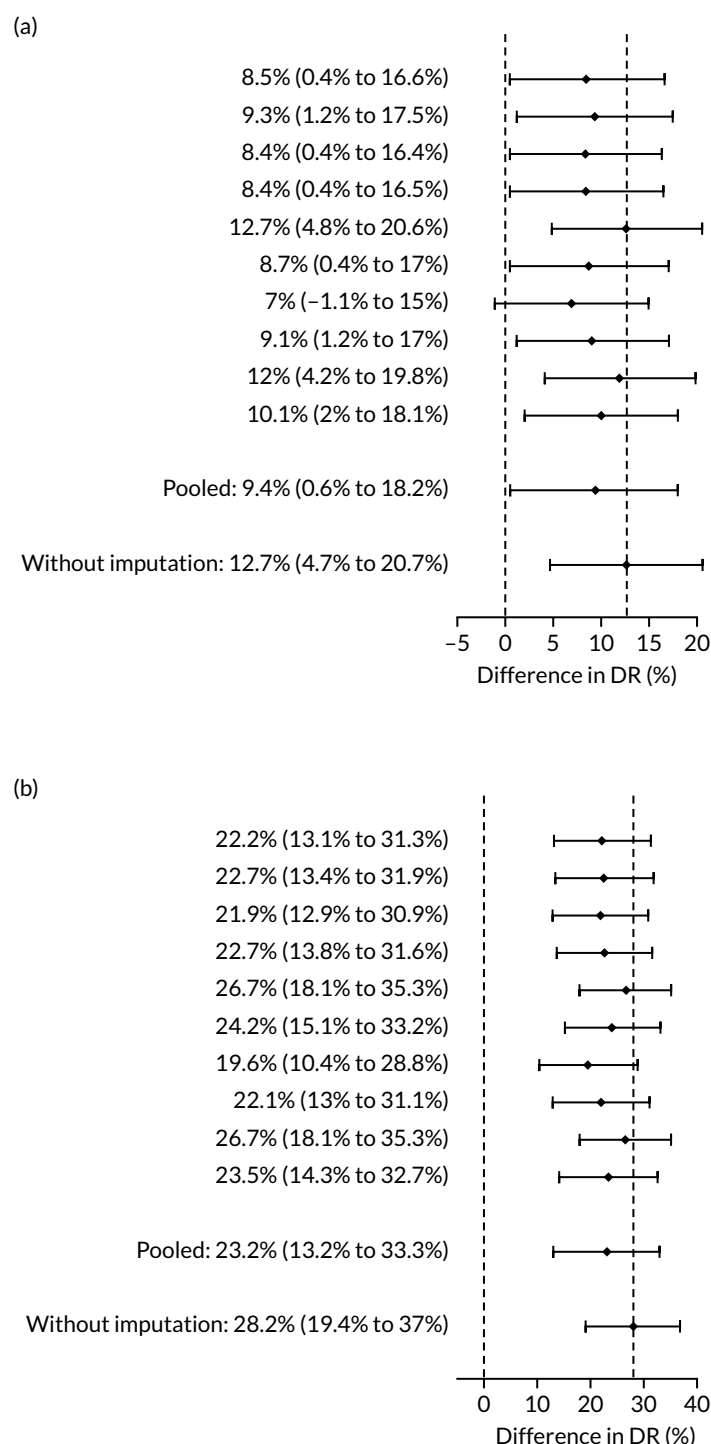 (a)
8.5% (0.4% to 16.6%)
9.3% (1.2% to 17.5%)
8.4% (0.4% to 16.4%)
8.4% (0.4% to 16.5%)
12.7% (4.8% to 20.6%)
8.7% (0.4% to 17%)
7% (–1.1% to 15%)
9.1% (1.2% to 17%)
12% (4.2% to 19.8%)
10.1% (2% to 18.1%)
Pooled: 9.4% (0.6% to 18.2%)
Without imputation: 12.7% (4.7% to 20.7%)
–5 0 5 10 15 20
Difference in DR (%)
(b)
22.2% (13.1% to 31.3%)
22.7% (13.4% to 31.9%)
21.9% (12.9% to 30.9%)
22.7% (13.8% to 31.6%)
26.7% (18.1% to 35.3%)
24.2% (15.1% to 33.2%)
19.6% (10.4% to 28.8%)
22.1% (13% to 31.1%)
26.7% (18.1% to 35.3%)
23.5% (14.3% to 32.7%)
Pooled: 23.2% (13.2% to 33.3%)
Without imputation: 28.2% (19.4% to 37%)
0 10 20 30 40
Difference in DR (%)